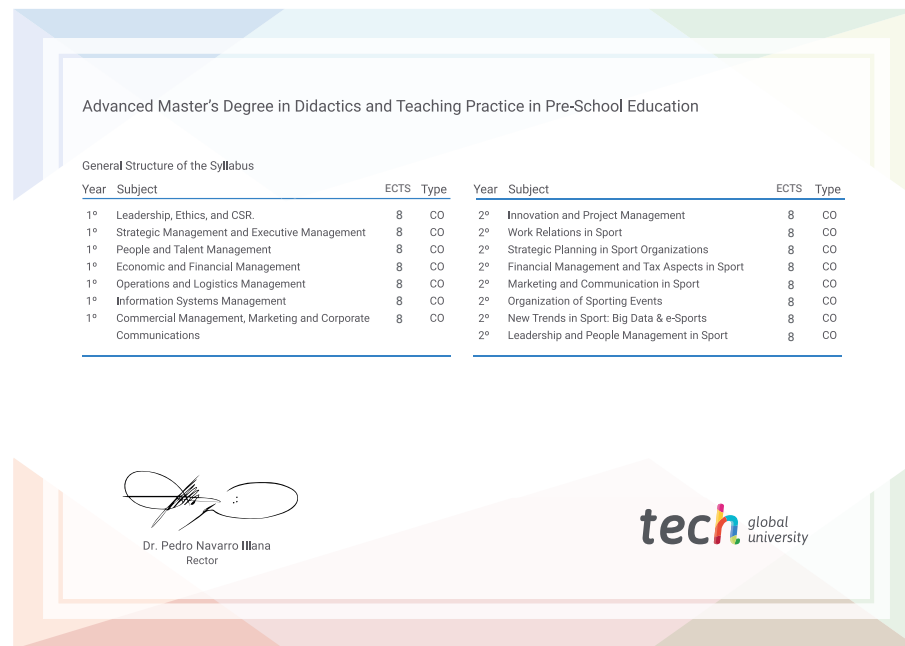 Advanced Master's Degree in Didactics and Teaching Practice in Pre-School Education
General Structure of the Syllabus
Year Subject ECTS Type
1º Leadership, Ethics, and CSR. 8 CO
1º Strategic Management and Executive Management 8 CO
1º People and Talent Management 8 CO
1º Economic and Financial Management 8 CO
1º Operations and Logistics Management 8 CO
1º Information Systems Management 8 CO
1º Commercial Management, Marketing and Corporate 8 CO
Communications
Year Subject ECTS Type
2º Innovation and Project Management 8 CO
2º Work Relations in Sport 8 CO
2º Strategic Planning in Sport Organizations 8 CO
2º Financial Management and Tax Aspects in Sport 8 CO
2º Marketing and Communication in Sport 8 CO
2º Organization of Sporting Events 8 CO
2º New Trends in Sport: Big Data & e-Sports 8 CO
2º Leadership and People Management in Sport 8 CO
Dr. Pedro Navarro Illana
Rector
tech global
university